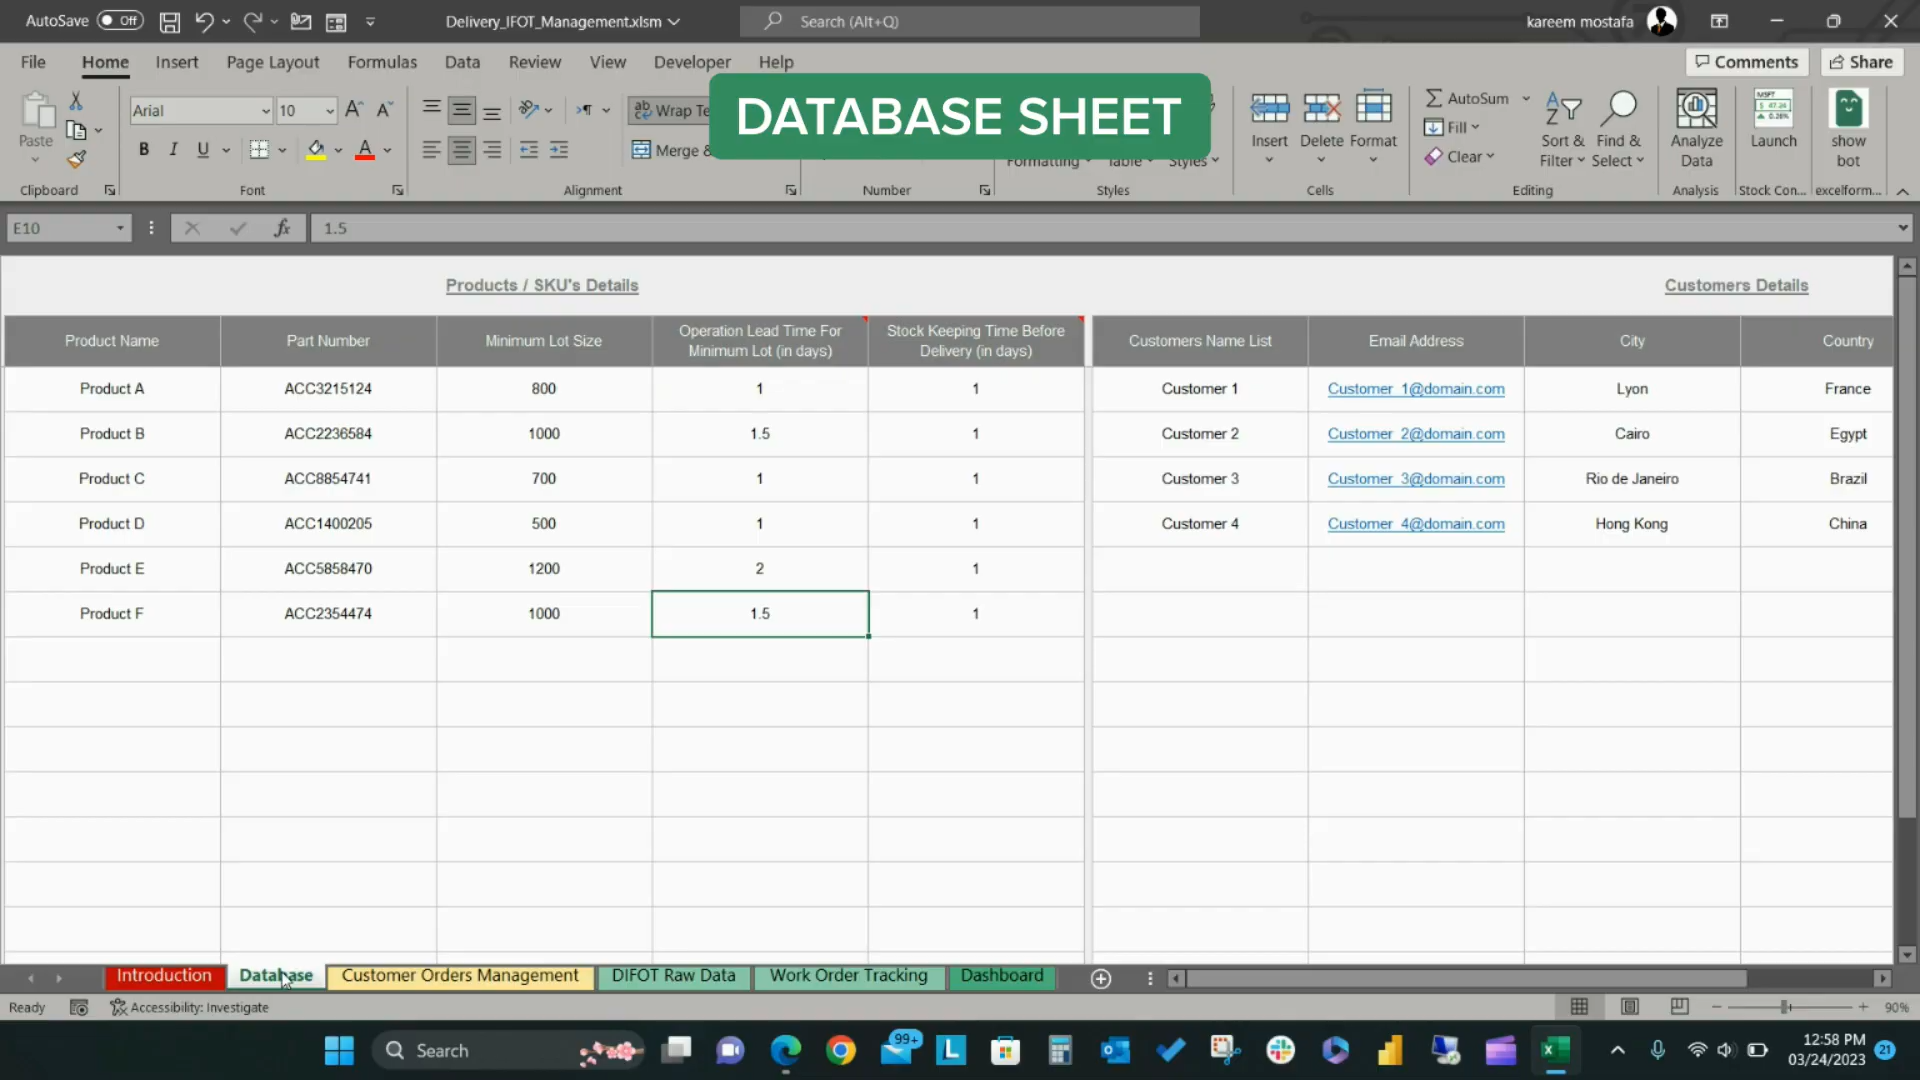 AutoSave Off Delivery_IFOT_Management.xlsm Search (Alt+Q) kareem mostafa
File Home Insert Page Layout Formulas Data Review View Developer Help Comments Share
DATABASE SHEET
Paste Arial 10 Wrap Te Insert Delete Format AutoSum Fill Clear Sort & Filter Find & Select Analyze Data Launch show bot
B I U Merge & Formatting Table Styles
Clipboard Font Alignment Number Styles Cells Editing Analysis Stock Con... excelform...
E10 fx 1.5
Products / SKU's Details Customers Details
Product Name Part Number Minimum Lot Size Operation Lead Time For Minimum Lot (in days) Stock Keeping Time Before Delivery (in days) Customers Name List Email Address City Country
Product A ACC3215124 800 1 1 Customer 1 Customer_1@domain.com Lyon France
Product B ACC2236584 1000 1.5 1 Customer 2 Customer_2@domain.com Cairo Egypt
Product C ACC8854741 700 1 1 Customer 3 Customer_3@domain.com Rio de Janeiro Brazil
Product D ACC1400205 500 1 1 Customer 4 Customer_4@domain.com Hong Kong China
Product E ACC5858470 1200 2 1
Product F ACC2354474 1000 1.5 1
Introduction Database Customer Orders Management DIFOT Raw Data Work Order Tracking Dashboard
Ready Accessibility: Investigate 90%
Search 99+ 12:58 PM
03/24/2023 21